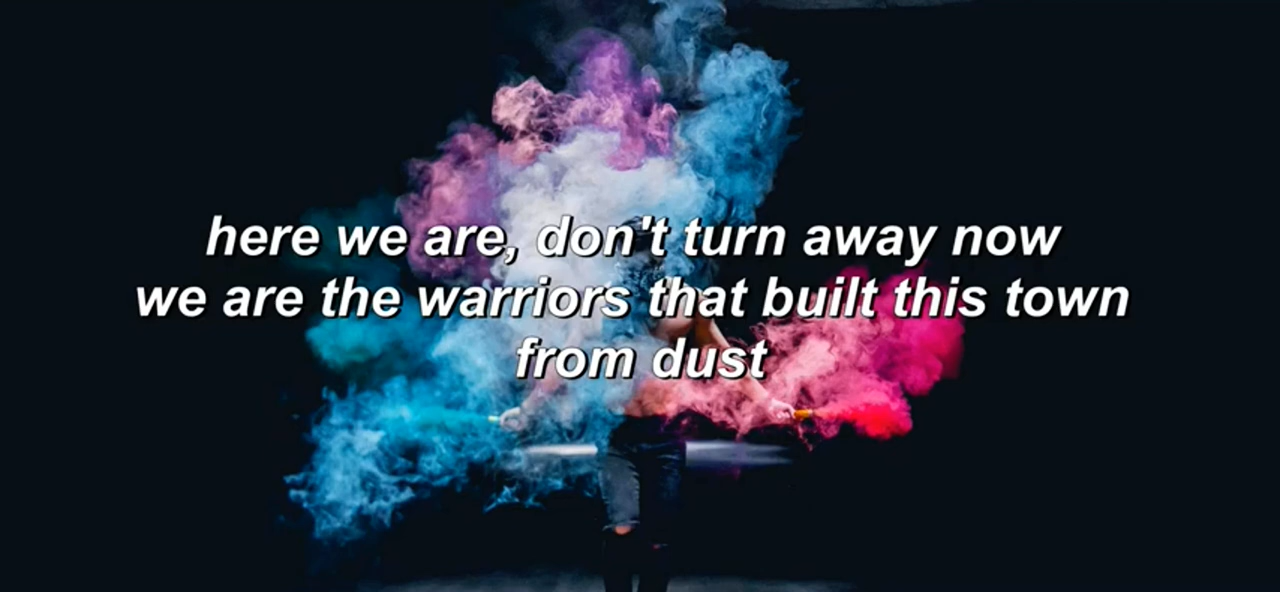 here we are, don't turn away now
we are the warriors that built this town
from dust